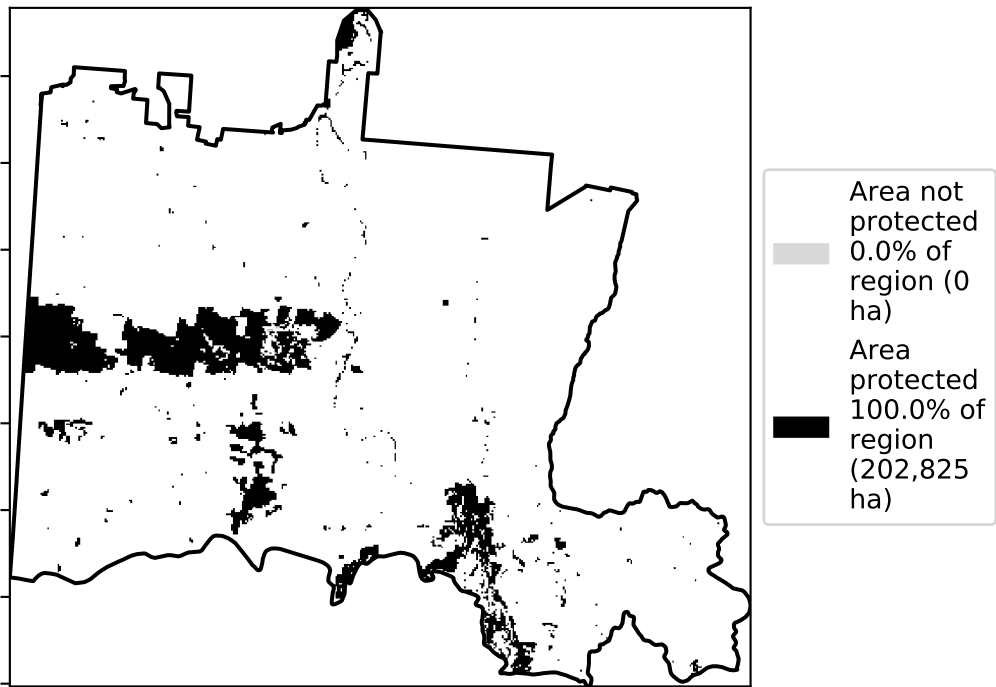 Area not
protected
0.0% of
region (0
ha)
Area
protected
100.0% of
region
(202,825
ha)